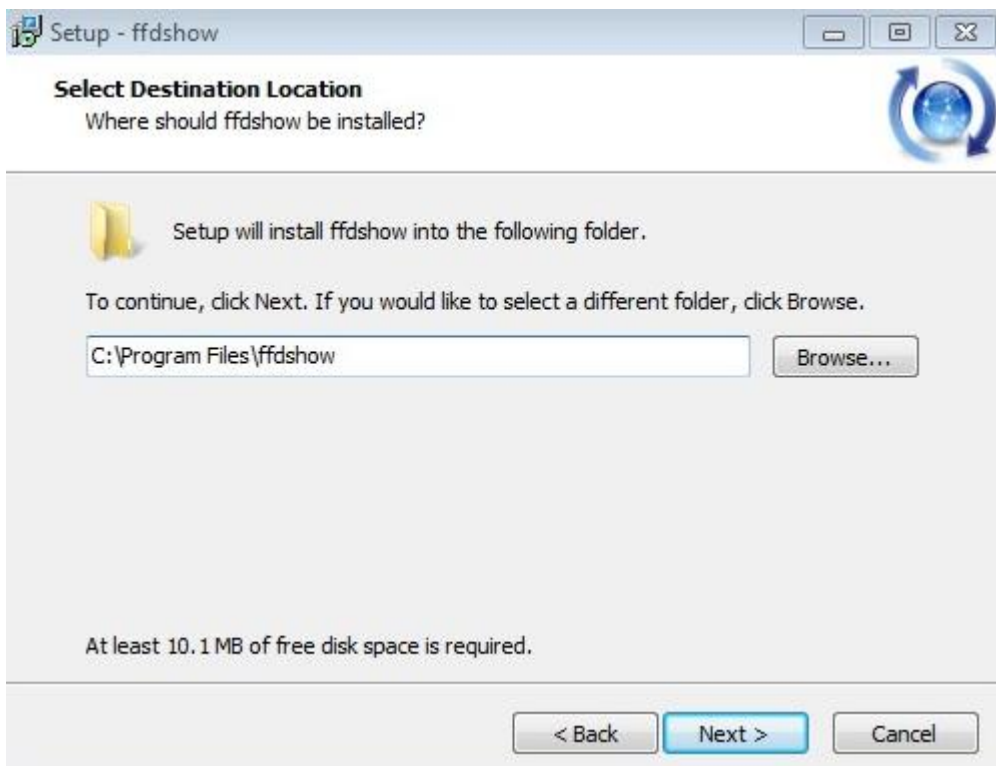 Setup - ffdshow
Select Destination Location
Where should ffdshow be installed?
Setup will install ffdshow into the following folder.
To continue, click Next. If you would like to select a different folder, click Browse.
C:\Program Files\ffdshow
Browse...
At least 10.1 MB of free disk space is required.
< Back
Next >
Cancel